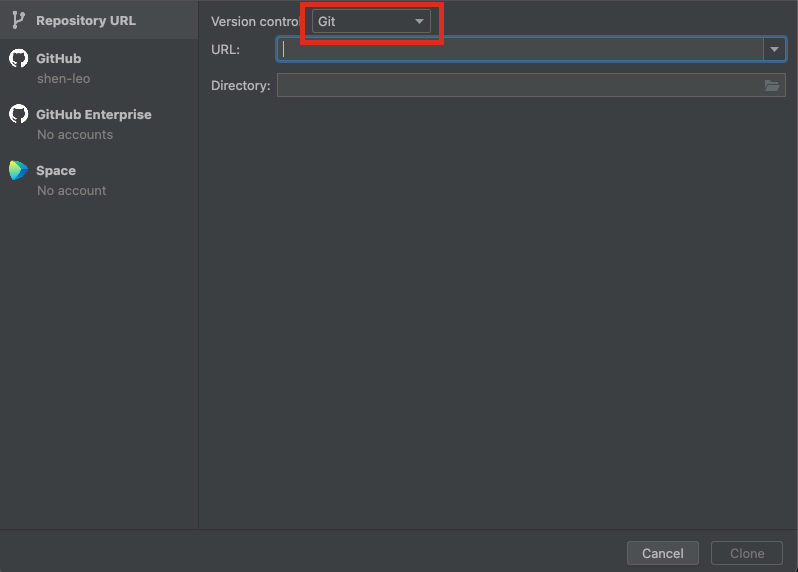 Repository URL
GitHub
shen-leo
GitHub Enterprise
No accounts
Space
No account
Version control
Git
URL:
Directory:
Cancel
Clone